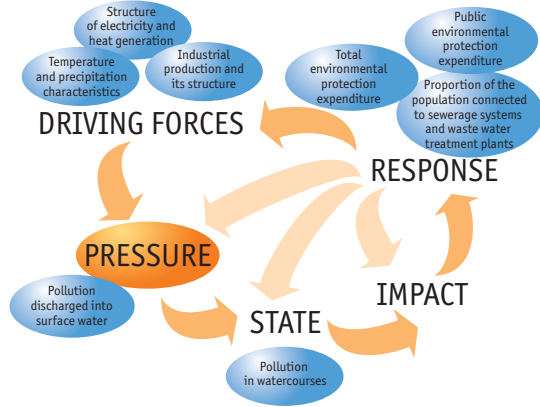 Structure
of electricity and
heat generation
Temperature
and precipitation
characteristics
Industrial
production and
its structure
Total
environmental
protection
expenditure
Public
environmental
protection
expenditure
Proportion of the
population connected
to sewerage systems
and waste water
treatment plants
DRIVING FORCES
RESPONSE
PRESSURE
Pollution
discharged into
surface water
IMPACT
STATE
Pollution
in watercourses